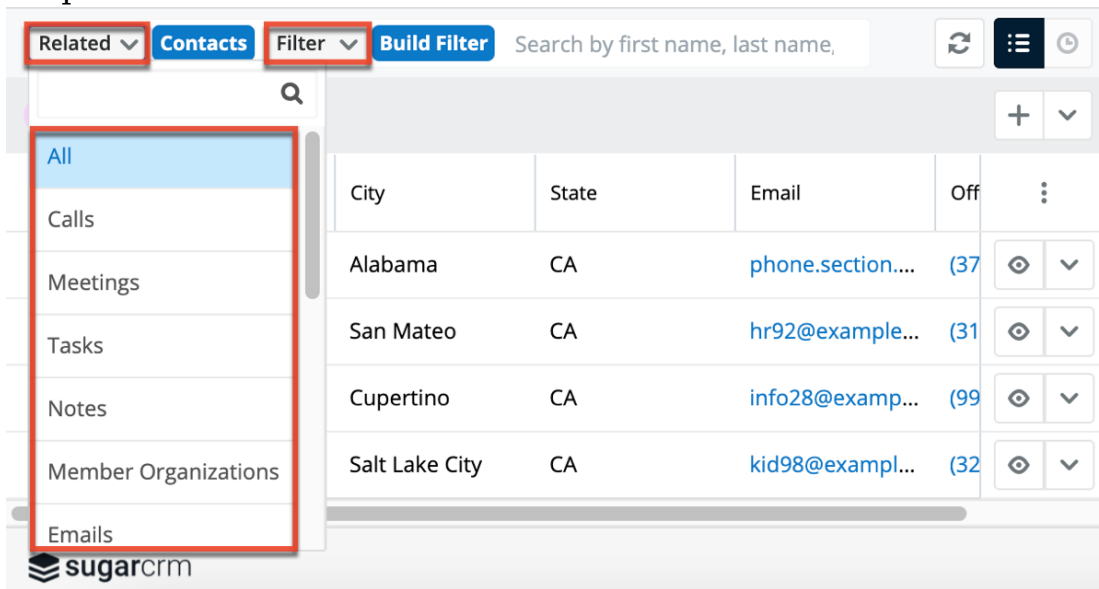 Related Contacts Filter Build Filter Search by first name, last name,
All
Calls
Meetings
Tasks
Notes
Member Organizations
Emails
City State Email Off
Alabama CA phone.section.... (37
San Mateo CA hr92@example... (31
Cupertino CA info28@examp... (99
Salt Lake City CA kid98@exampl... (32
sugarcrm